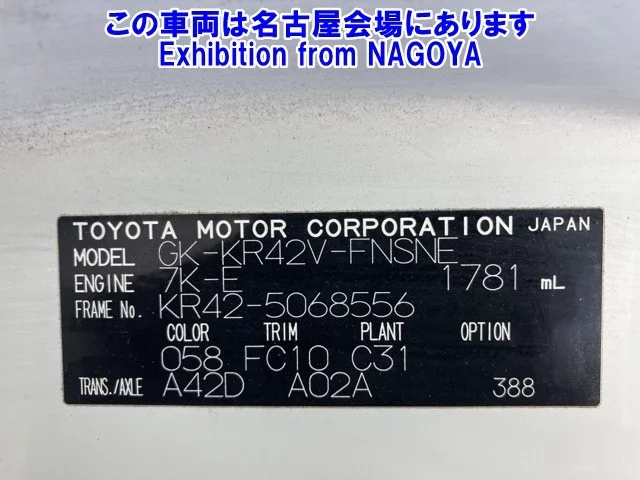 この車両は名古屋会場にあります
Exhibition from NAGOYA
TOYOTA MOTOR CORPORATION JAPAN
MODEL GK-KR42V-FNSNE
ENGINE 7K-E 1781 mL
FRAME No. KR42-5068556
COLOR TRIM PLANT OPTION
058 FC10 C31
TRANS./AXLE A42D A02A 388